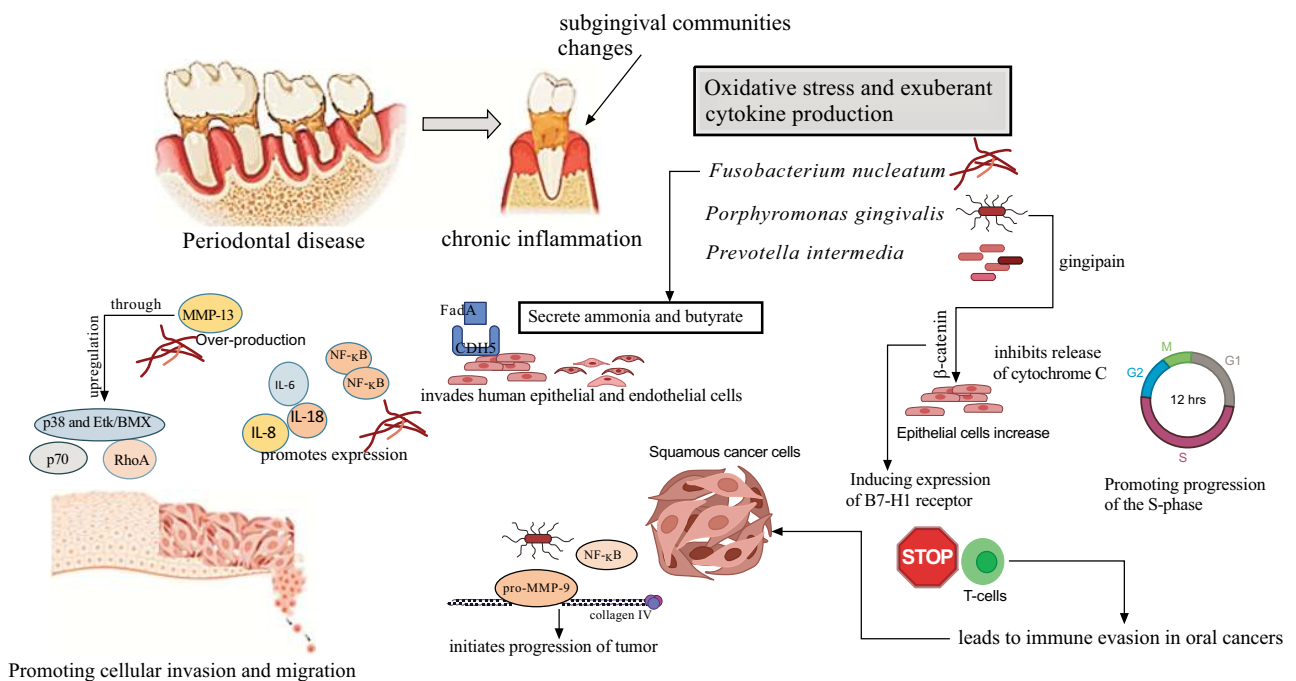 subgingival communities
changes
Oxidative stress and exuberant
cytokine production
Fusobacterium nucleatum
Porphyromonas gingivalis
Prevotella intermedia
Periodontal disease
chronic inflammation
gingipain
through
MMP-13
Over-production
upregulation
p38 and Etk/BMX
p70
RhoA
NF-κB
NF-κB
IL-6
IL-18
IL-8
promotes expression
FadA
CDH5
Secrete ammonia and butyrate
invades human epithelial and endothelial cells
β-catenin
inhibits release
of cytochrome C
Epithelial cells increase
M
G1
G2
12 hrs
S
Inducing expression
of B7-H1 receptor
Promoting progression
of the S-phase
Squamous cancer cells
STOP
T-cells
NF-κB
pro-MMP-9
collagen IV
initiates progression of tumor
leads to immune evasion in oral cancers
Promoting cellular invasion and migration